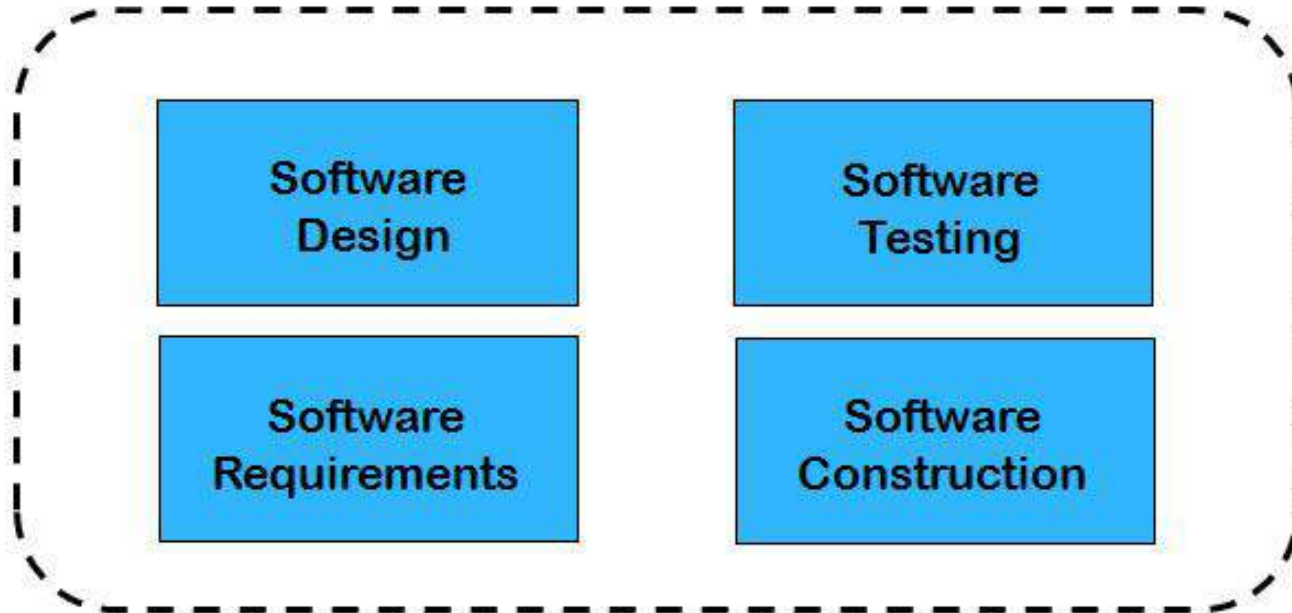 Software
Design
Software
Testing
Software
Requirements
Software
Construction